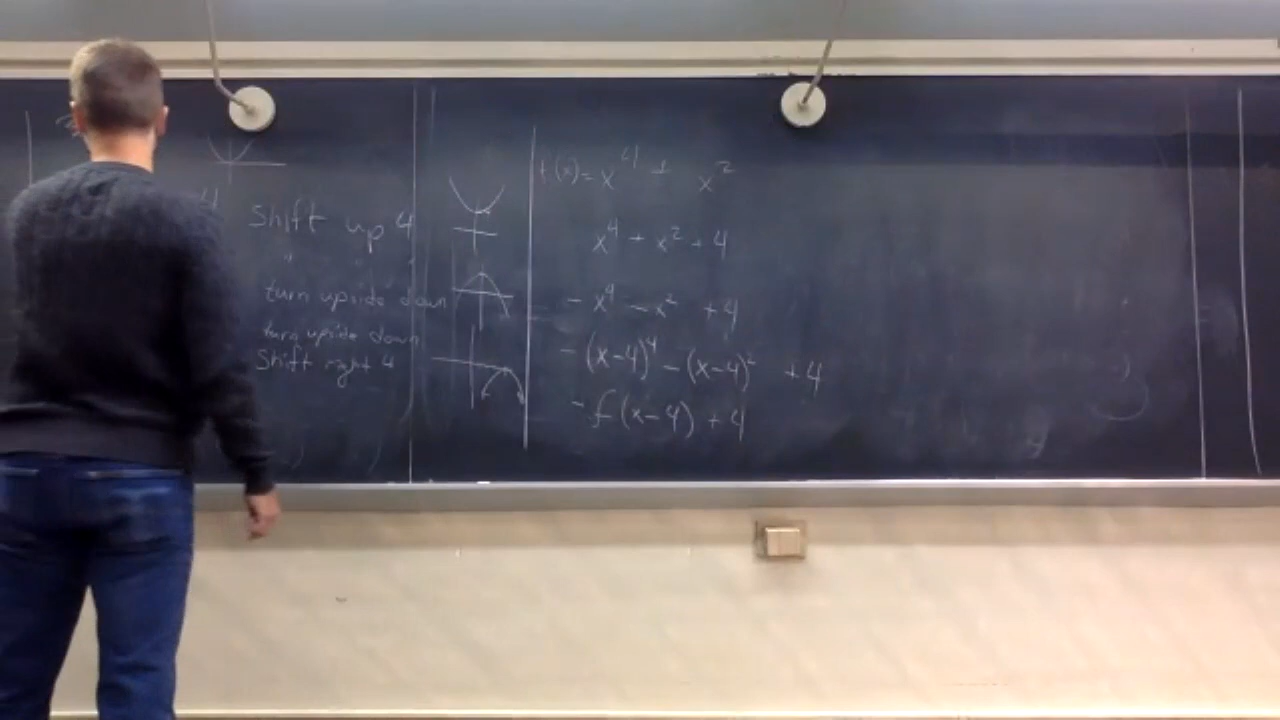 Shift up 4
" " "
turn upside down
turn upside down
Shift right 4
f(x) = x⁴ + x²
x⁴ + x² + 4
- x⁴ - x² + 4
- (x-4)⁴ - (x-4)² + 4
- f(x-4) + 4